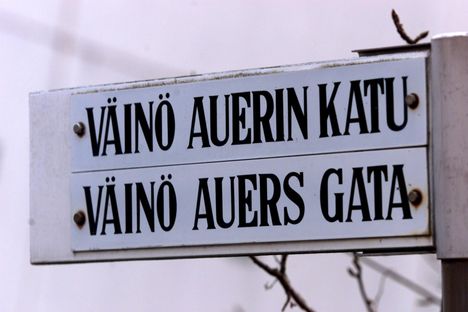 VÄINÖ AUERIN KATU
VÄINÖ AUERS GATA